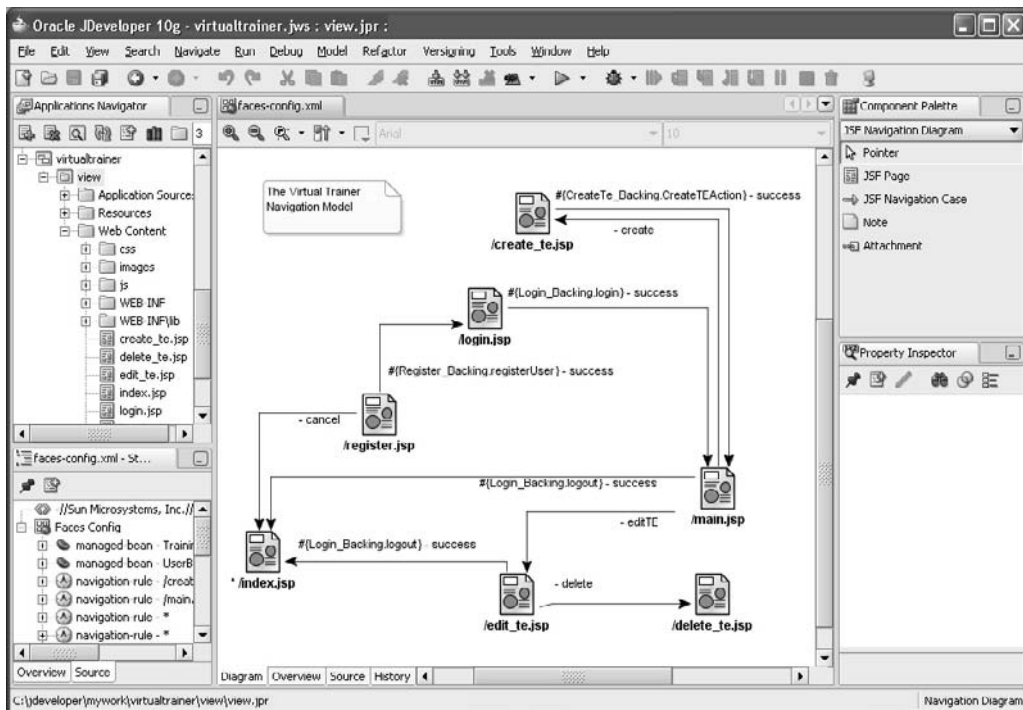 Oracle JDeveloper 10g - virtualtrainer.jws : view.jpr :
File Edit View Search Navigate Run Debug Model Refactor Versioning Tools Window Help
Applications Navigator
3
virtualtrainer
view
Application Source
Resources
Web Content
css
images
js
WEB-INF
WEB-INF\lib
create_te.jsp
delete_te.jsp
edit_te.jsp
index.jsp
login.jsp
faces-config.xml - St...
-//Sun Microsystems, Inc.//
Faces Config
managed bean - Trainir
managed bean - UserB
navigation-rule - /creat
navigation-rule - /main.
navigation-rule - *
navigation-rule - *
Overview Source
faces-config.xml
Arial 10
The Virtual Trainer
Navigation Model
#{CreateTe_Backing.CreateTEAction} - success
- create
/create_te.jsp
#{Login_Backing.login} - success
/login.jsp
#{Register_Backing.registerUser} - success
- cancel
/register.jsp
#{Login_Backing.logout} - success
/main.jsp
- editTE
#{Login_Backing.logout} - success
* /index.jsp
- delete
/edit_te.jsp
/delete_te.jsp
Diagram Overview Source History
Component Palette
JSF Navigation Diagram
Pointer
JSF Page
JSF Navigation Case
Note
Attachment
Property Inspector
C:\jdeveloper\mywork\virtualtrainer\view\view.jpr
Navigation Diagram